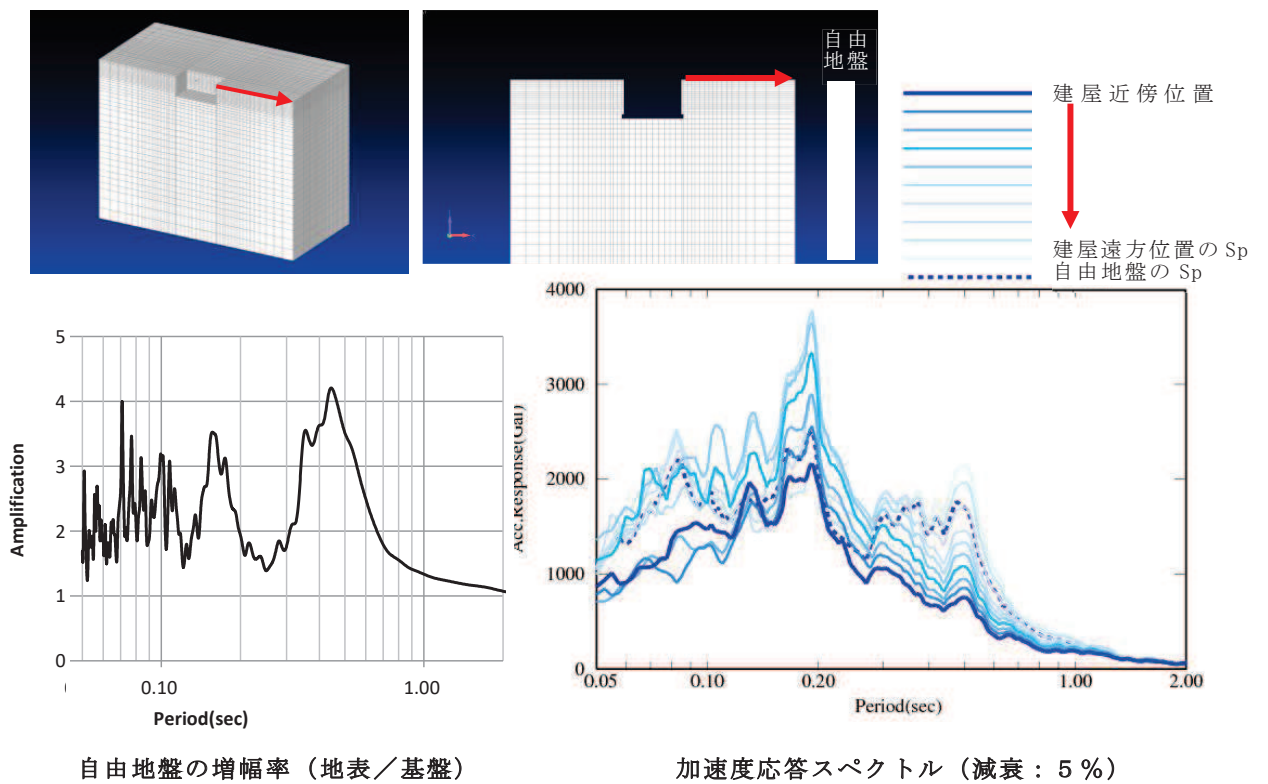 自由
地盤
建屋近傍位置
建屋遠方位置のSp
自由地盤のSp
5
4
3
2
1
0
Amplification
0.10
1.00
Period(sec)
自由地盤の増幅率（地表／基盤）
4000
3000
2000
1000
0
Acc.Response(Gal)
0.05
0.10
0.20
1.00
2.00
Period(sec)
加速度応答スペクトル（減衰：５％）